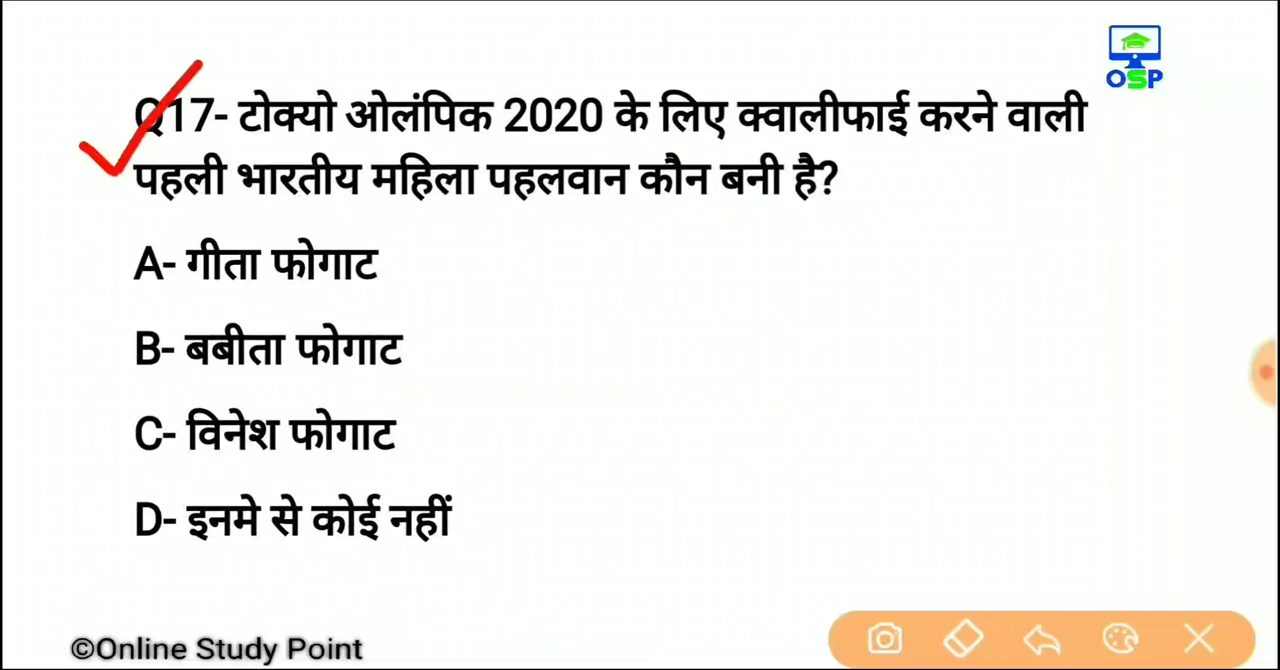 OSP
Q17- टोक्यो ओलंपिक 2020 के लिए क्वालीफाई करने वाली
पहली भारतीय महिला पहलवान कौन बनी है?
A- गीता फोगाट
B- बबीता फोगाट
C- विनेश फोगाट
D- इनमे से कोई नहीं
©Online Study Point